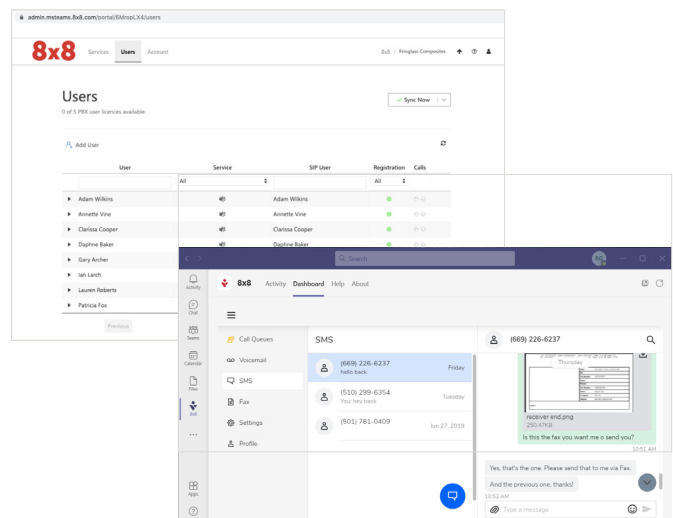 admin.msteams.8x8.com/portal/6MropLX4/users
8x8 Services Users Account 8x8 / Fringlass Composites
Users
0 of 5 PBX user licences available.
Sync Now
Add User
User Service SIP User Registration Calls
All All
Adam Wilkins Adam Wilkins
Annette Vine Annette Vine
Clarissa Cooper Clarissa Cooper
Daphne Baker Daphne Baker
Gary Archer
Ian Larch
Lauren Roberts
Patricia Fox
Previous
Search
Activity
Chat
Teams
Calendar
Files
8x8
Apps
8x8 Activity Dashboard Help About
Call Queues
Voicemail
SMS
Fax
Settings
Profile
SMS
(669) 226-6237 Friday
hello back
(510) 299-6354 Tuesday
You: hey back
(501) 781-0409 Jun 27, 2019
(669) 226-6237
Thursday
receiver end.png
250.47KB
Is this the fax you want me o send you?
10:51 AM
Yes, that's the one. Please send that to me via Fax.
And the previous one, thanks!
10:52 AM
Type a message